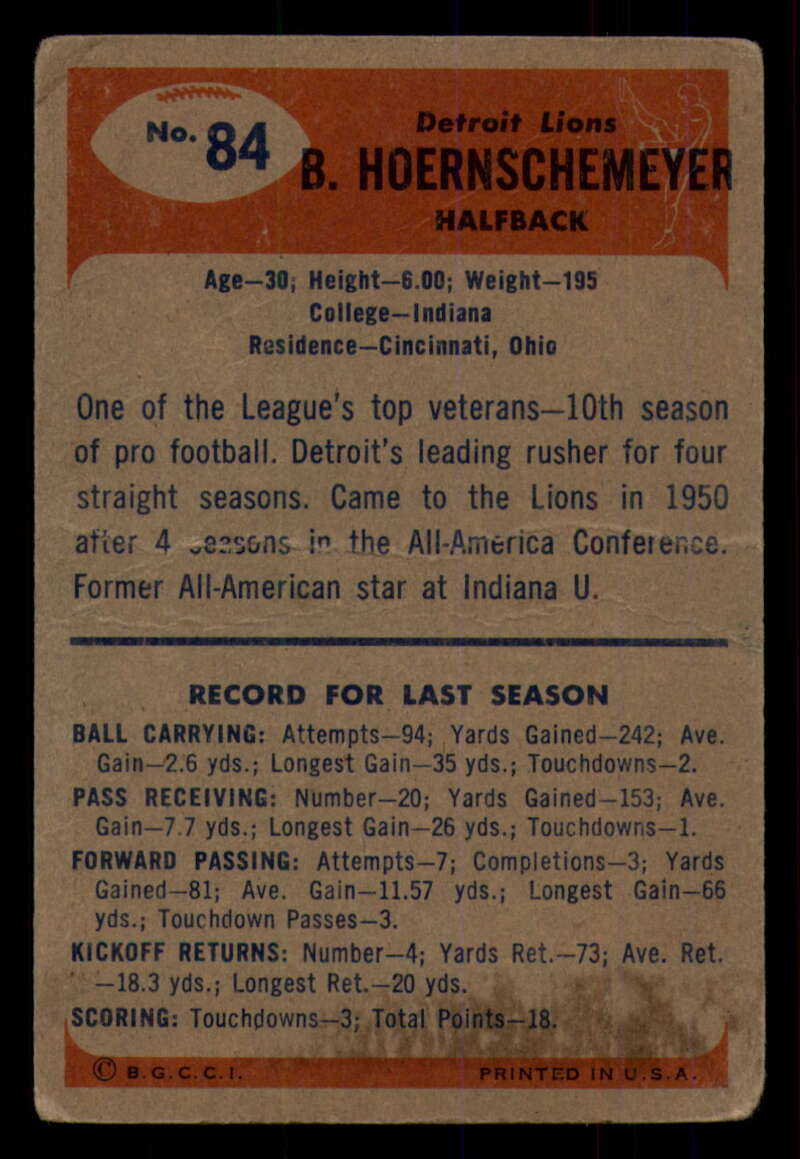 No. 84
Detroit Lions
B. HOERNSCHEMEYER
HALFBACK
Age—30; Height—6.00; Weight—195
College—Indiana
Residence—Cincinnati, Ohio
One of the League's top veterans—10th season
of pro football. Detroit's leading rusher for four
straight seasons. Came to the Lions in 1950
after 4 seasons in the All-America Conference.
Former All-American star at Indiana U.
RECORD FOR LAST SEASON
BALL CARRYING: Attempts—94; Yards Gained—242; Ave.
Gain—2.6 yds.; Longest Gain—35 yds.; Touchdowns—2.
PASS RECEIVING: Number—20; Yards Gained—153; Ave.
Gain—7.7 yds.; Longest Gain—26 yds.; Touchdowns—1.
FORWARD PASSING: Attempts—7; Completions—3; Yards
Gained—81; Ave. Gain—11.57 yds.; Longest Gain—66
yds.; Touchdown Passes—3.
KICKOFF RETURNS: Number—4; Yards Ret.—73; Ave. Ret.
—18.3 yds.; Longest Ret.—20 yds.
SCORING: Touchdowns—3; Total Points—18.
© B.G.C.C.I.
PRINTED IN U.S.A.